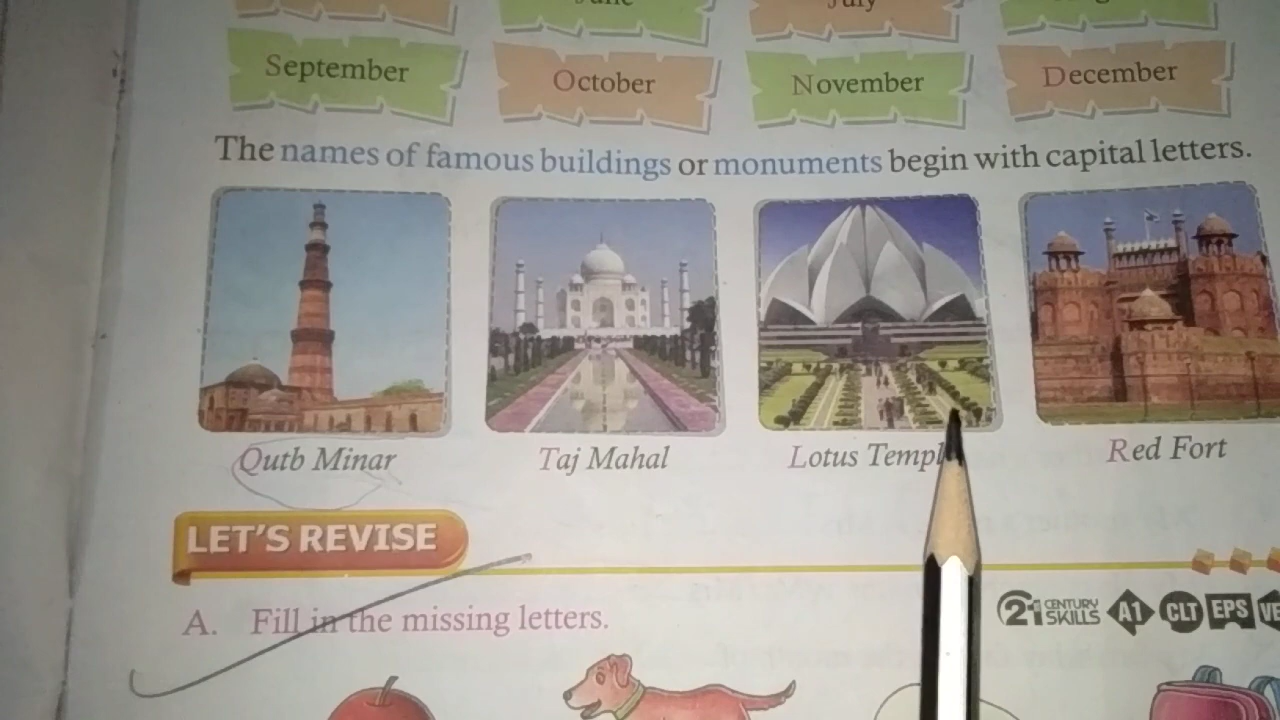 July
September October November December
The names of famous buildings or monuments begin with capital letters.
Qutb Minar Taj Mahal Lotus Templ Red Fort
LET'S REVISE
A. Fill in the missing letters.
21 CENTURY SKILLS A1 CLT EPS